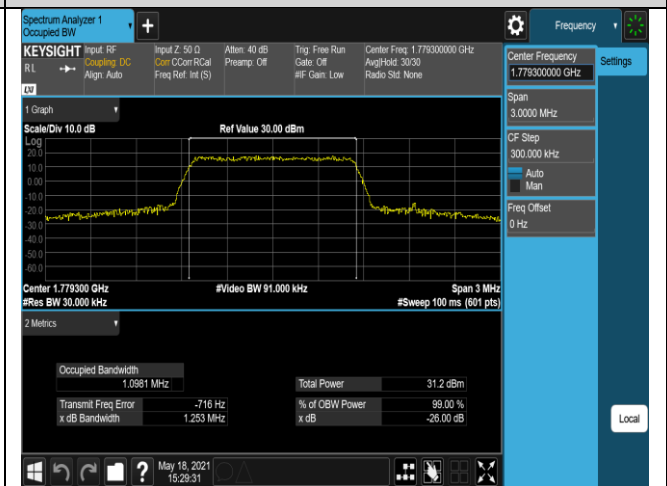 Spectrum Analyzer 1
Occupied BW
+
Frequency
KEYSIGHT
RL
LXI
Input: RF
Coupling: DC
Align: Auto
Input Z: 50 Ω
Corr CCorr RCal
Freq Ref: Int (S)
Atten: 40 dB
Preamp: Off
Trig: Free Run
Gate: Off
#IF Gain: Low
Center Freq: 1.779300000 GHz
Avg|Hold: 30/30
Radio Std: None
Center Frequency
1.779300000 GHz
Settings
Span
3.0000 MHz
CF Step
300.000 kHz
Auto
Man
Freq Offset
0 Hz
Local
1 Graph
Scale/Div 10.0 dB
Ref Value 30.00 dBm
Log
20.0
10.0
0.00
-10.0
-20.0
-30.0
-40.0
-50.0
-60.0
Center 1.779300 GHz
#Video BW 91.000 kHz
Span 3 MHz
#Res BW 30.000 kHz
#Sweep 100 ms (601 pts)
2 Metrics
Occupied Bandwidth
1.0981 MHz
Total Power 31.2 dBm
Transmit Freq Error -716 Hz
% of OBW Power 99.00 %
x dB Bandwidth 1.253 MHz
x dB -26.00 dB
?
May 18, 2021
15:29:31